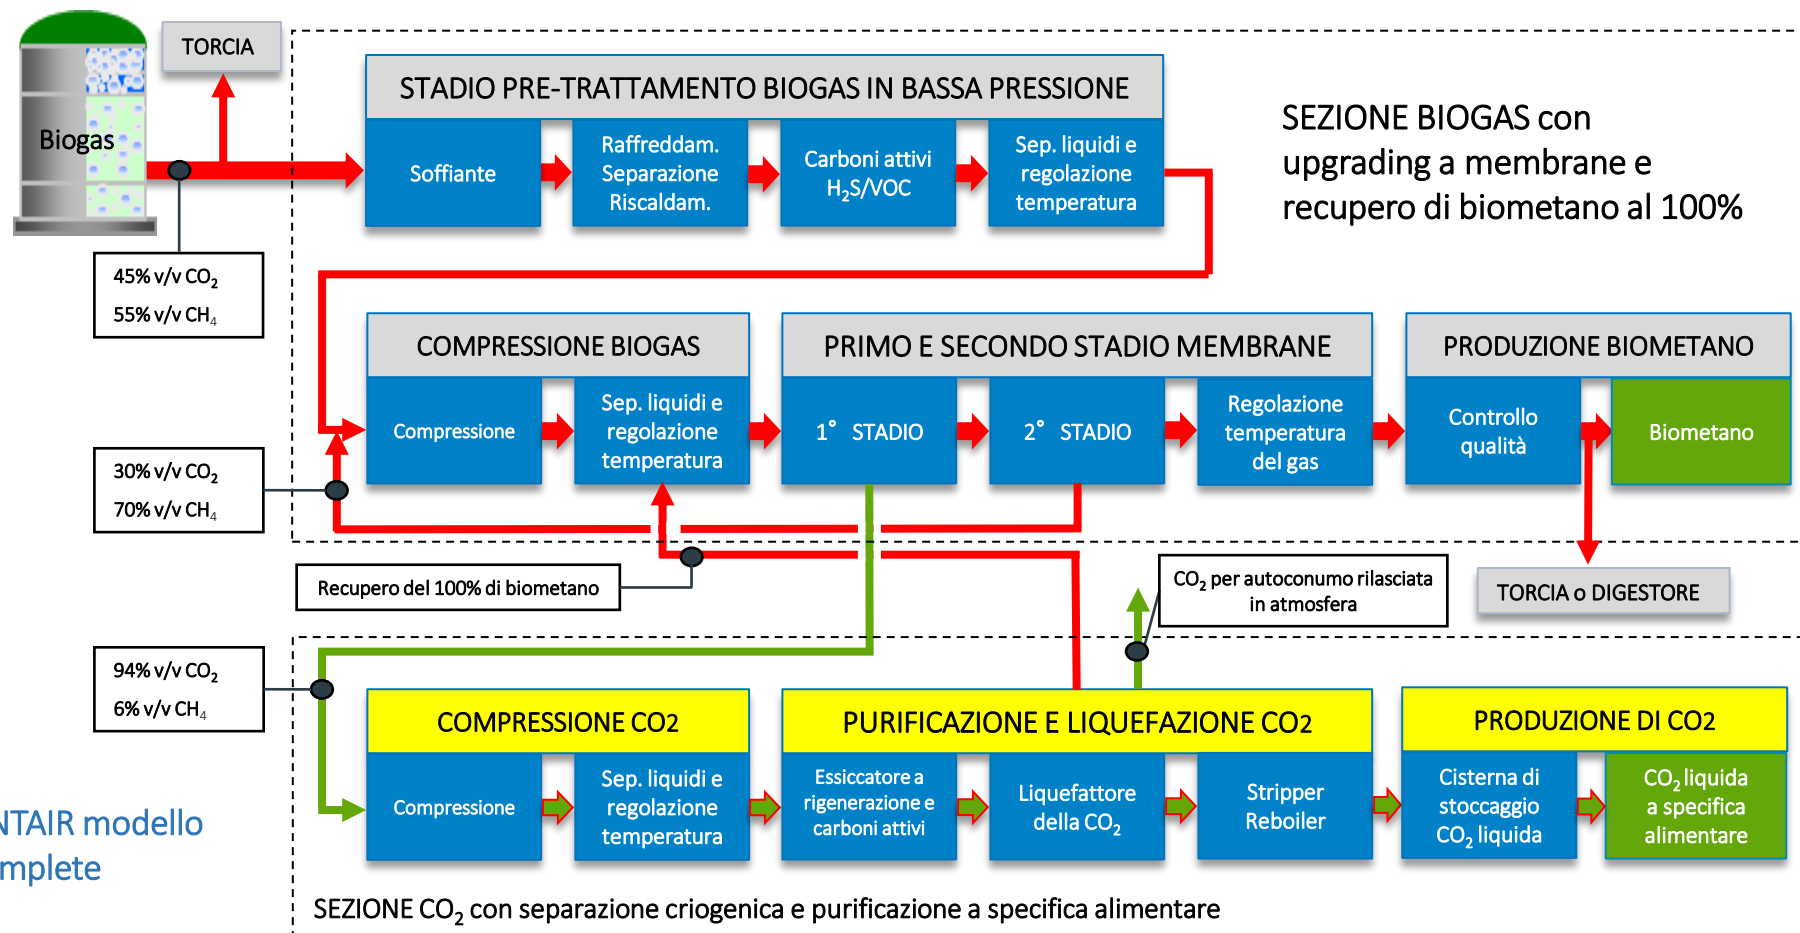 TORCIA
Biogas
STADIO PRE-TRATTAMENTO BIOGAS IN BASSA PRESSIONE
Soffiante
Raffreddam.
Separazione
Riscaldam.
Carboni attivi
H₂S/VOC
Sep. liquidi e
regolazione
temperatura
SEZIONE BIOGAS con
upgrading a membrane e
recupero di biometano al 100%
45% v/v CO₂
55% v/v CH₄
COMPRESSIONE BIOGAS
Compressione
Sep. liquidi e
regolazione
temperatura
PRIMO E SECONDO STADIO MEMBRANE
1° STADIO
2° STADIO
Regolazione
temperatura
del gas
PRODUZIONE BIOMETANO
Controllo
qualità
Biometano
30% v/v CO₂
70% v/v CH₄
Recupero del 100% di biometano
CO₂ per autoconumo rilasciata
in atmosfera
TORCIA o DIGESTORE
94% v/v CO₂
6% v/v CH₄
COMPRESSIONE CO2
Compressione
Sep. liquidi e
regolazione
temperatura
PURIFICAZIONE E LIQUEFAZIONE CO2
Essiccatore a
rigenerazione e
carboni attivi
Liquefattore
della CO₂
Stripper
Reboiler
PRODUZIONE DI CO2
Cisterna di
stoccaggio
CO₂ liquida
CO₂ liquida
a specifica
alimentare
NTAIR modello
mplete
SEZIONE CO₂ con separazione criogenica e purificazione a specifica alimentare